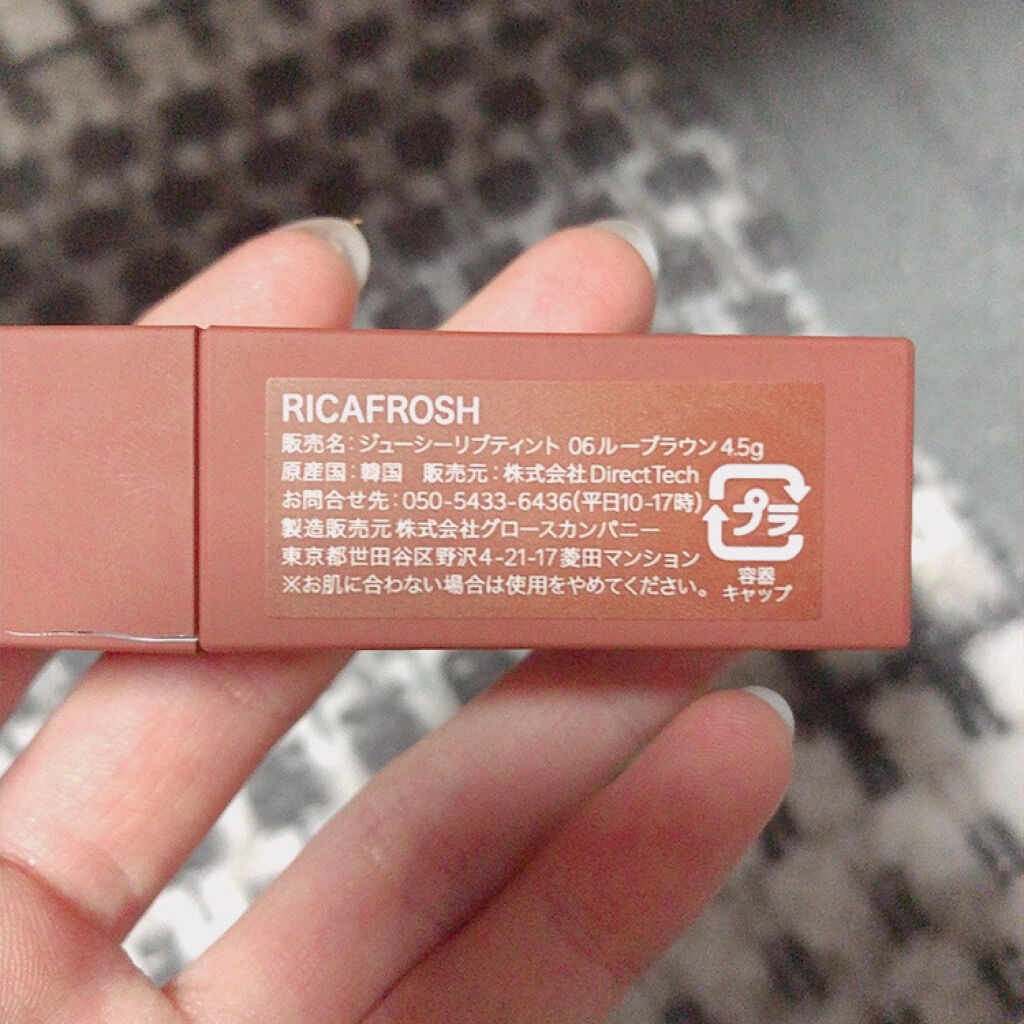 RICAFROSH
販売名：ジューシーリブティント 06ルーブラウン 4.5g
原産国：韓国　販売元：株式会社DirectTech
お問合せ先：050-5433-6436(平日10-17時)
製造販売元 株式会社グロースカンパニー
東京都世田谷区野沢4-21-17菱田マンション
※お肌に合わない場合は使用をやめてください。
プラ
容器
キャップ